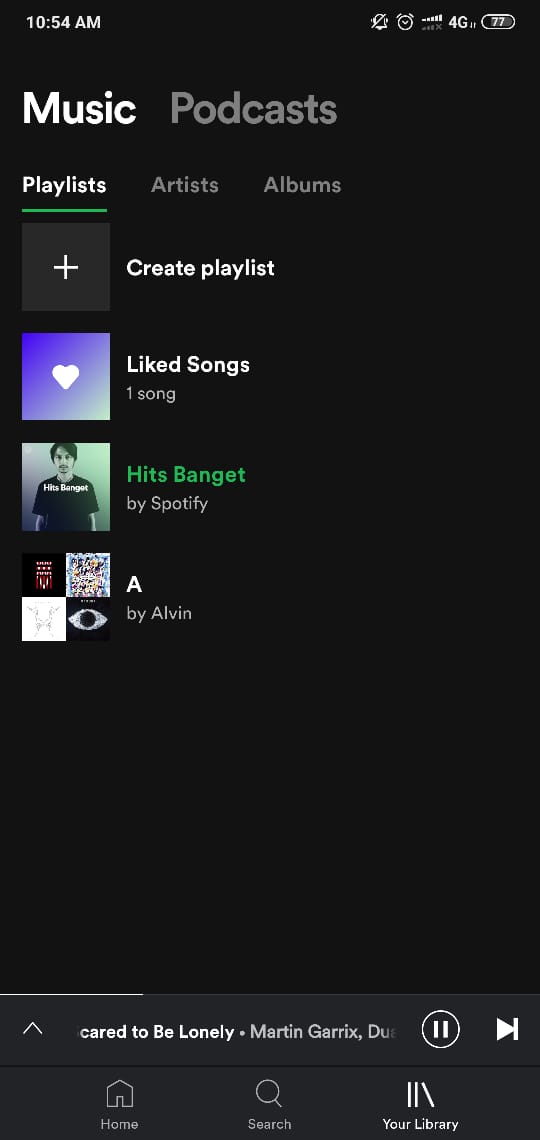 10:54 AM
4G
77
Music Podcasts
Playlists Artists Albums
Create playlist
Liked Songs
1 song
Hits Banget
Hits Banget
by Spotify
A
by Alvin
cared to Be Lonely • Martin Garrix, Dua
Home Search Your Library